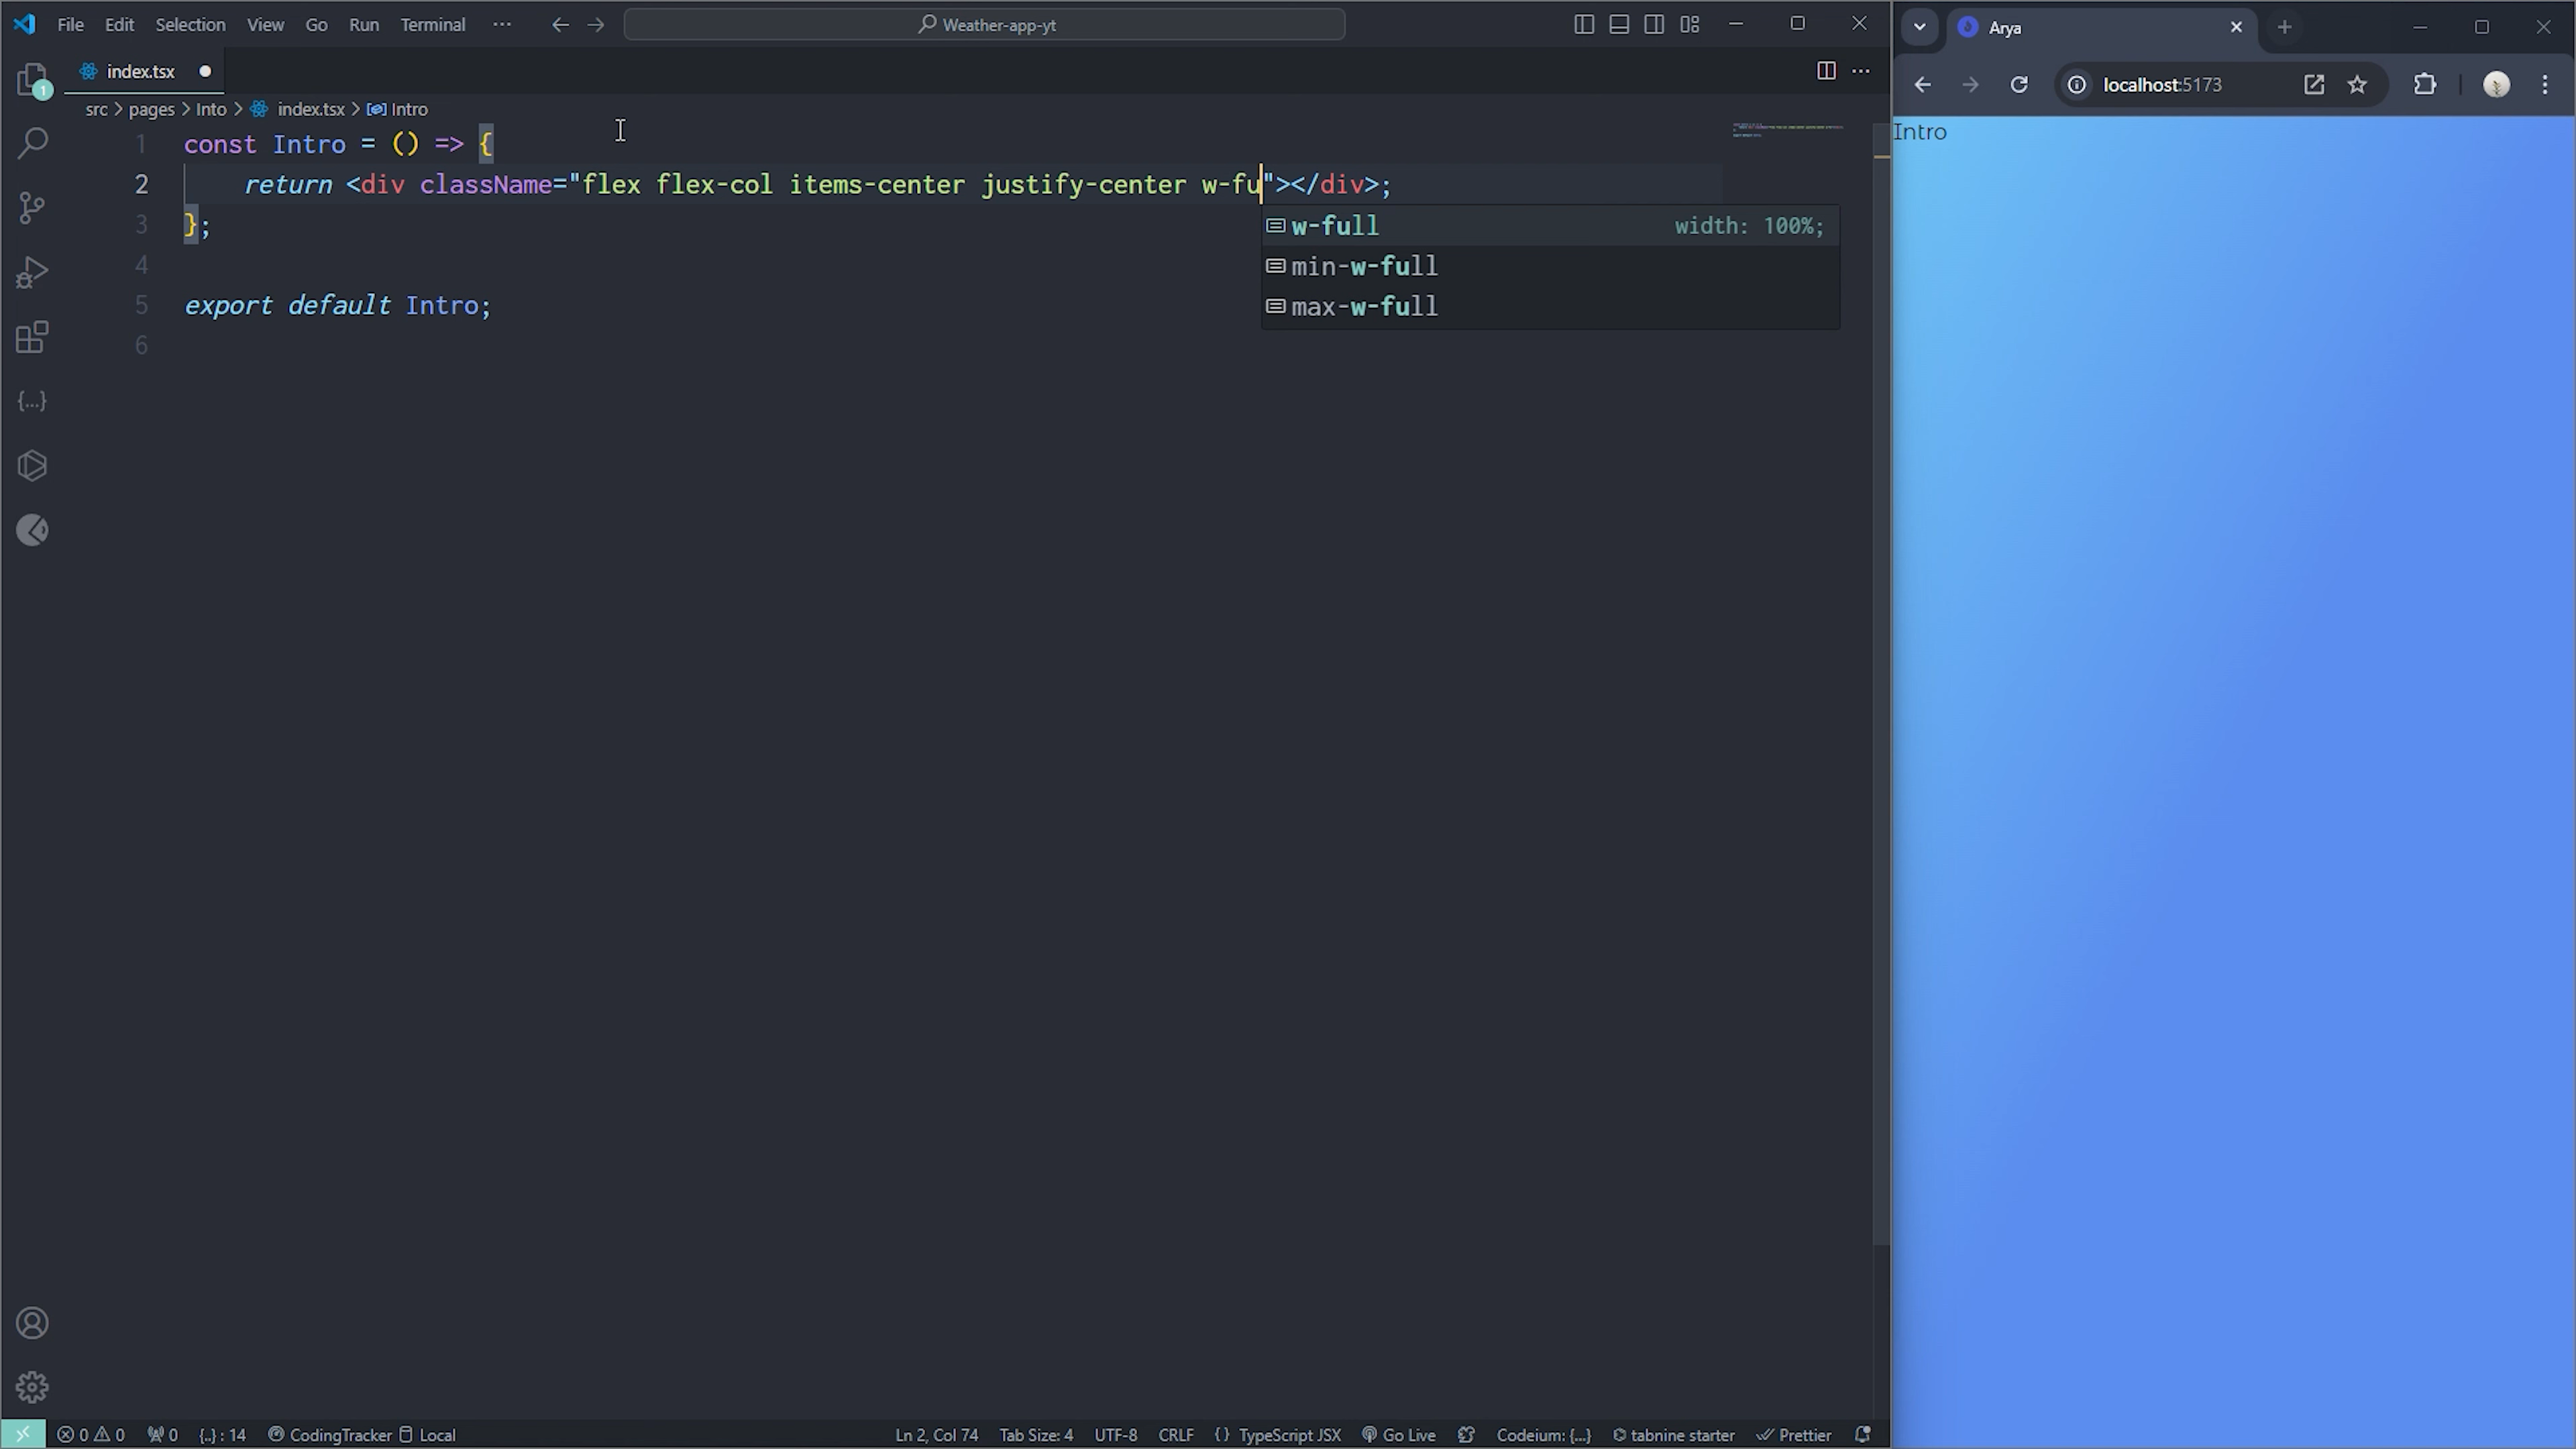 File Edit Selection View Go Run Terminal ··· Weather-app-yt
index.tsx
src > pages > Into > index.tsx > Intro
1 const Intro = () => {
2 return <div className="flex flex-col items-center justify-center w-fu"></div>;
3 };
4
5 export default Intro;
6
w-full width: 100%;
min-w-full
max-w-full
1
{...}
0 0 0 {..} : 14 CodingTracker Local Ln 2, Col 74 Tab Size: 4 UTF-8 CRLF {} TypeScript JSX Go Live Codeium: {...} tabnine starter Prettier
Arya
localhost:5173
Intro